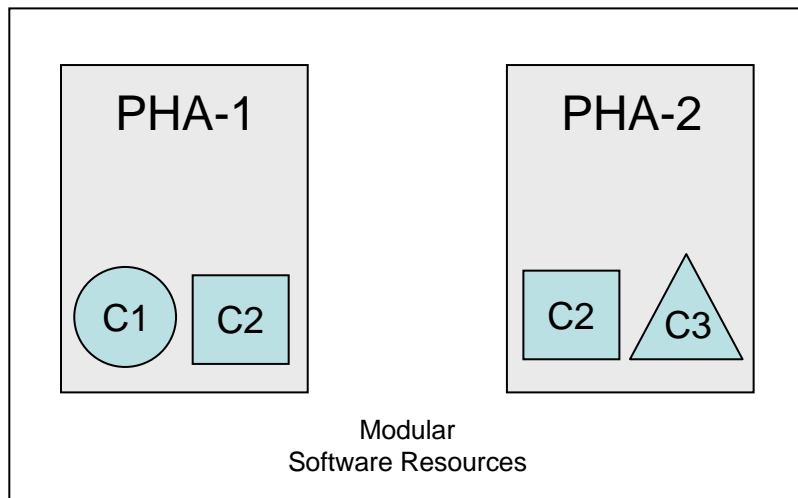 PHA-1
PHA-2
C1
C2
C2
C3
Modular
Software Resources